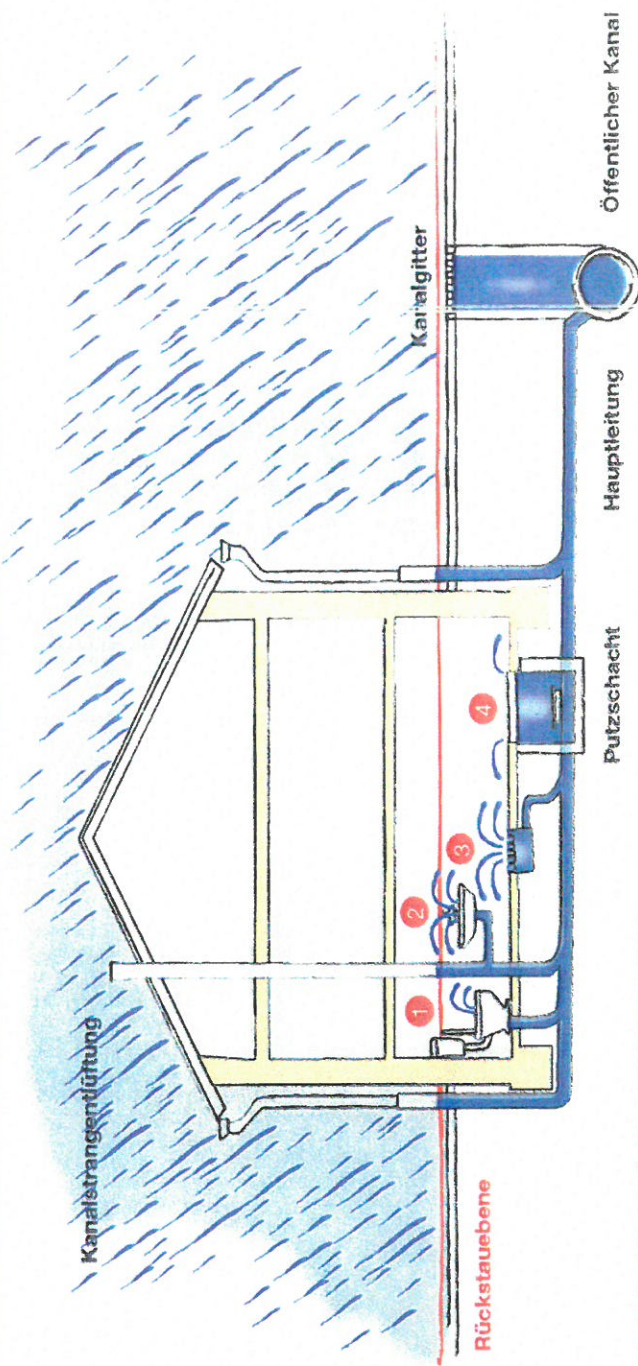 Kanalstrangentlüftung
Rückstauebene
1
2
3
4
Kanalgitter
Putzschacht
Hauptleitung
Öffentlicher Kanal